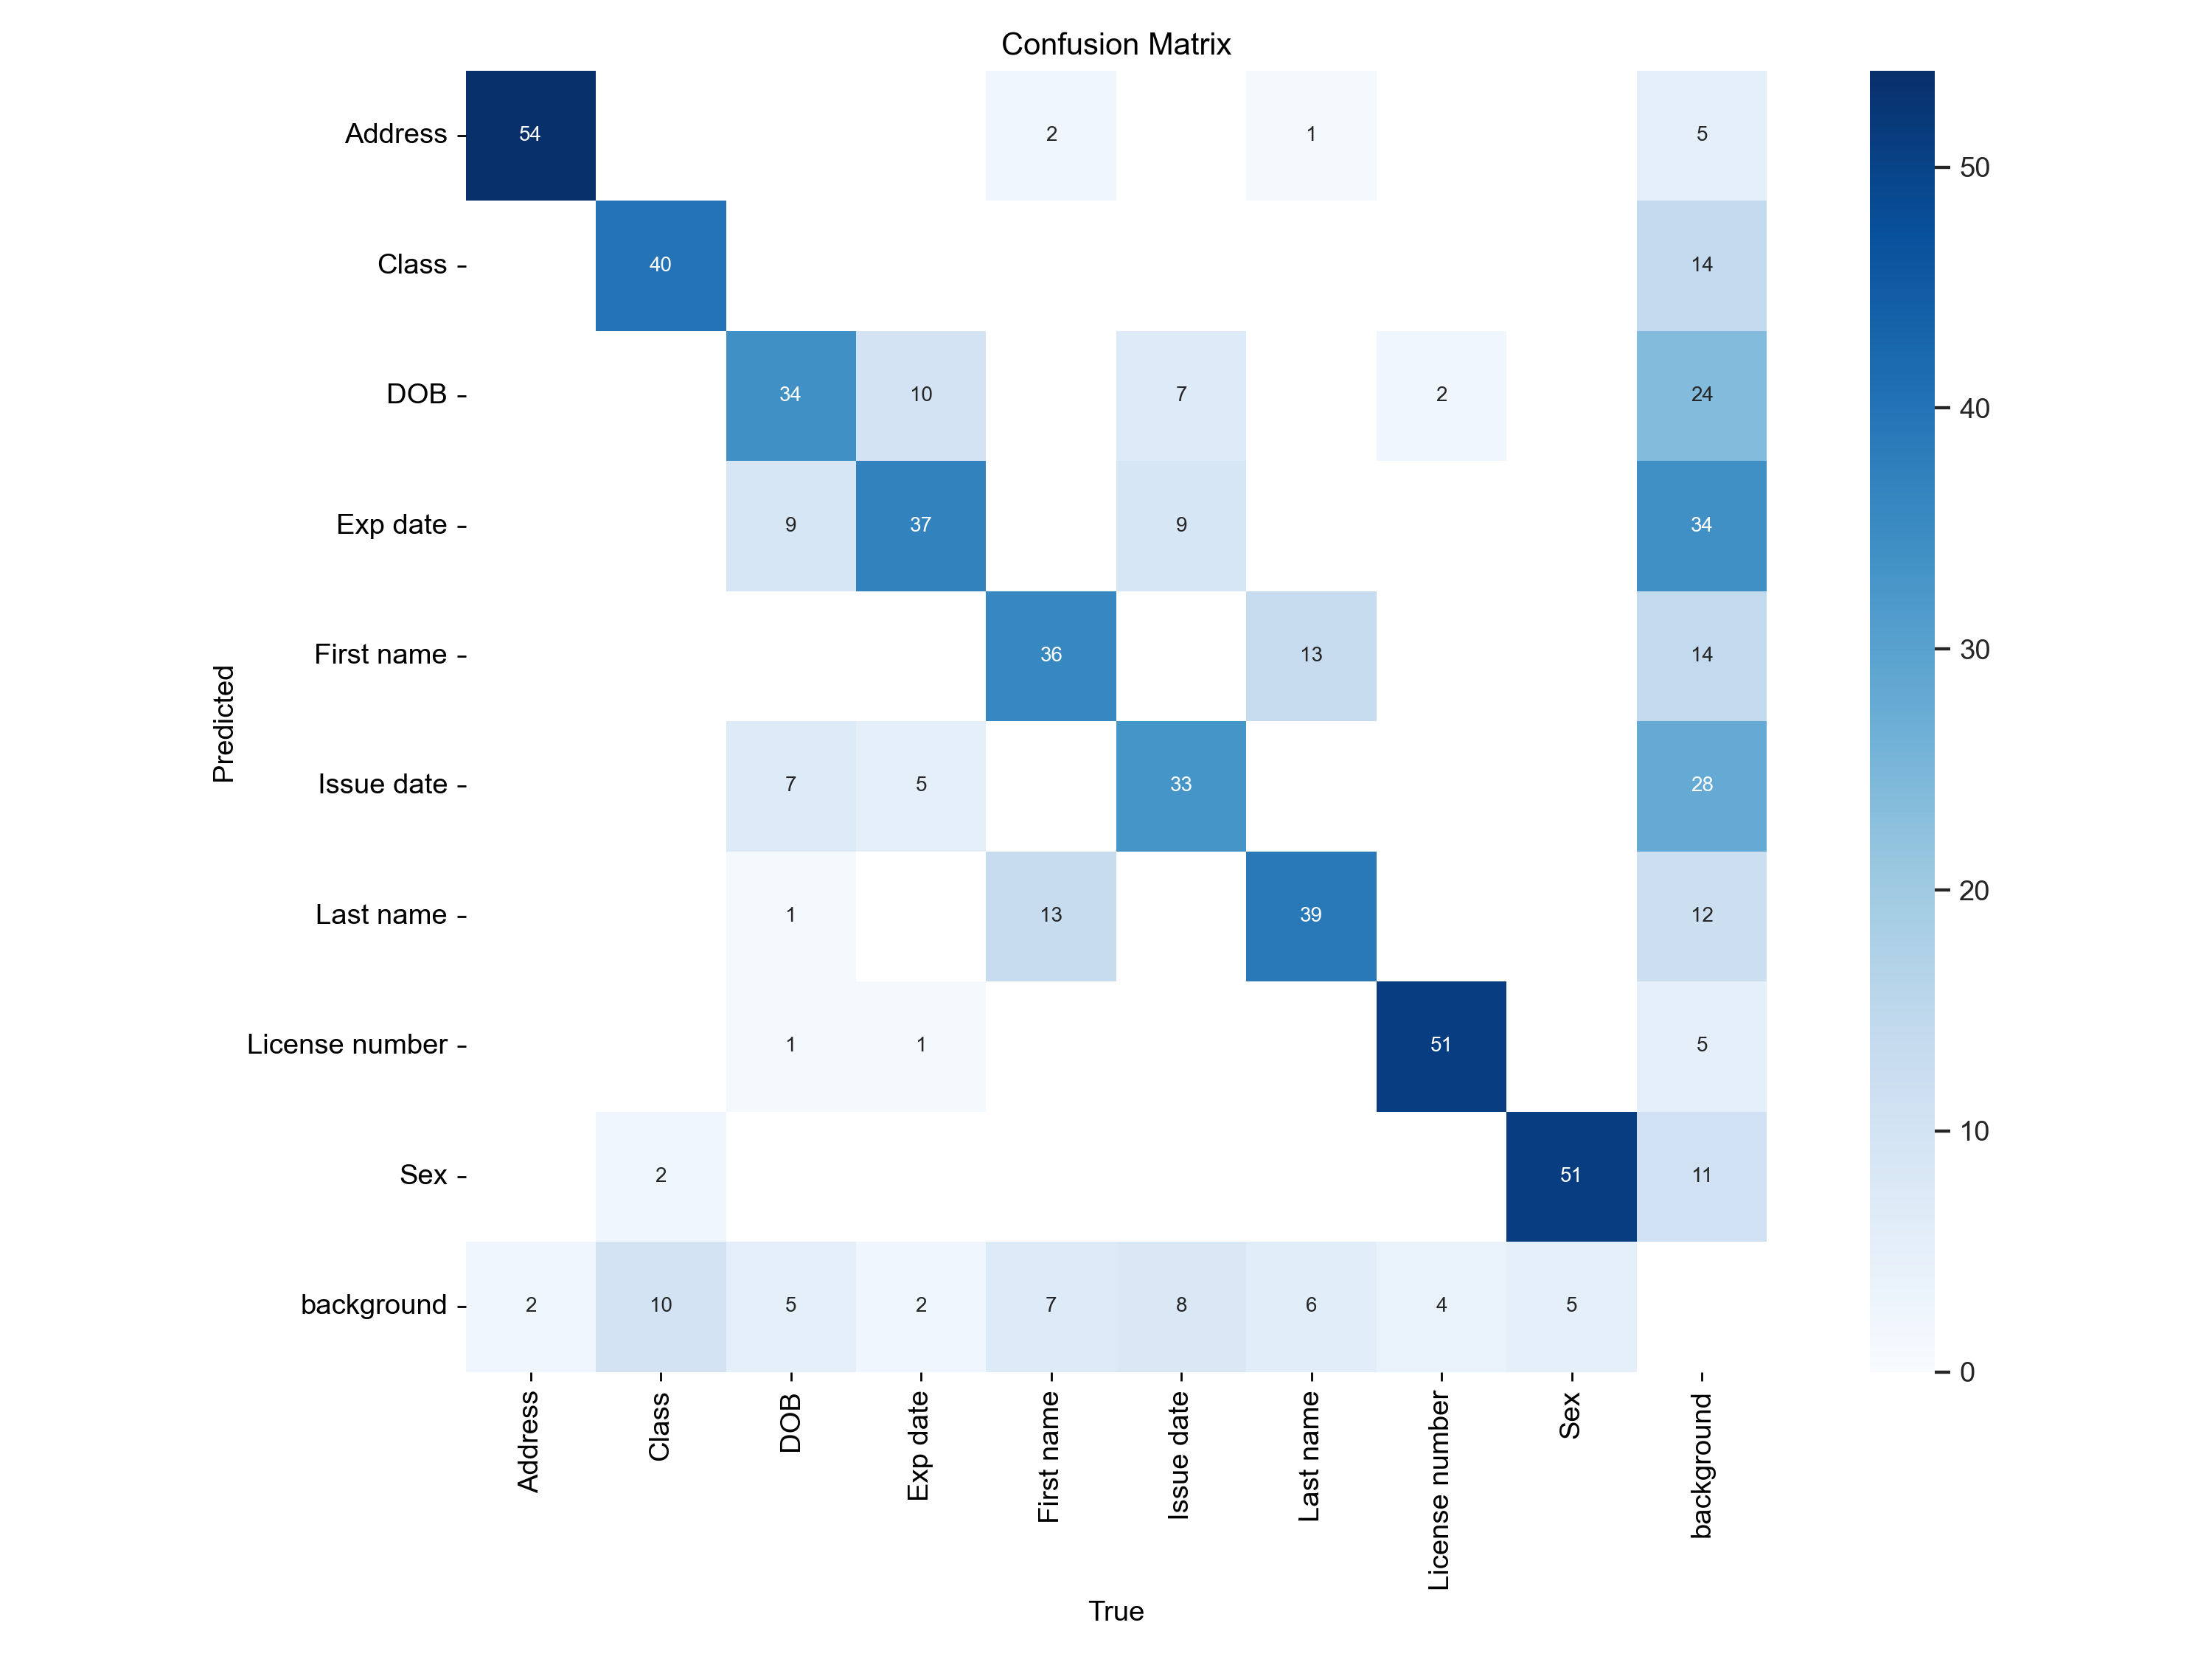 Confusion Matrix
Address 54 2 1 5
Class 40 14
DOB 34 10 7 2 24
Exp date 9 37 9 34
First name 36 13 14
Issue date 7 5 33 28
Last name 1 13 39 12
License number 1 1 51 5
Sex 2 51 11
background 2 10 5 2 7 8 6 4 5
Predicted
Address Class DOB Exp date First name Issue date Last name License number Sex background
True
50
40
30
20
10
0